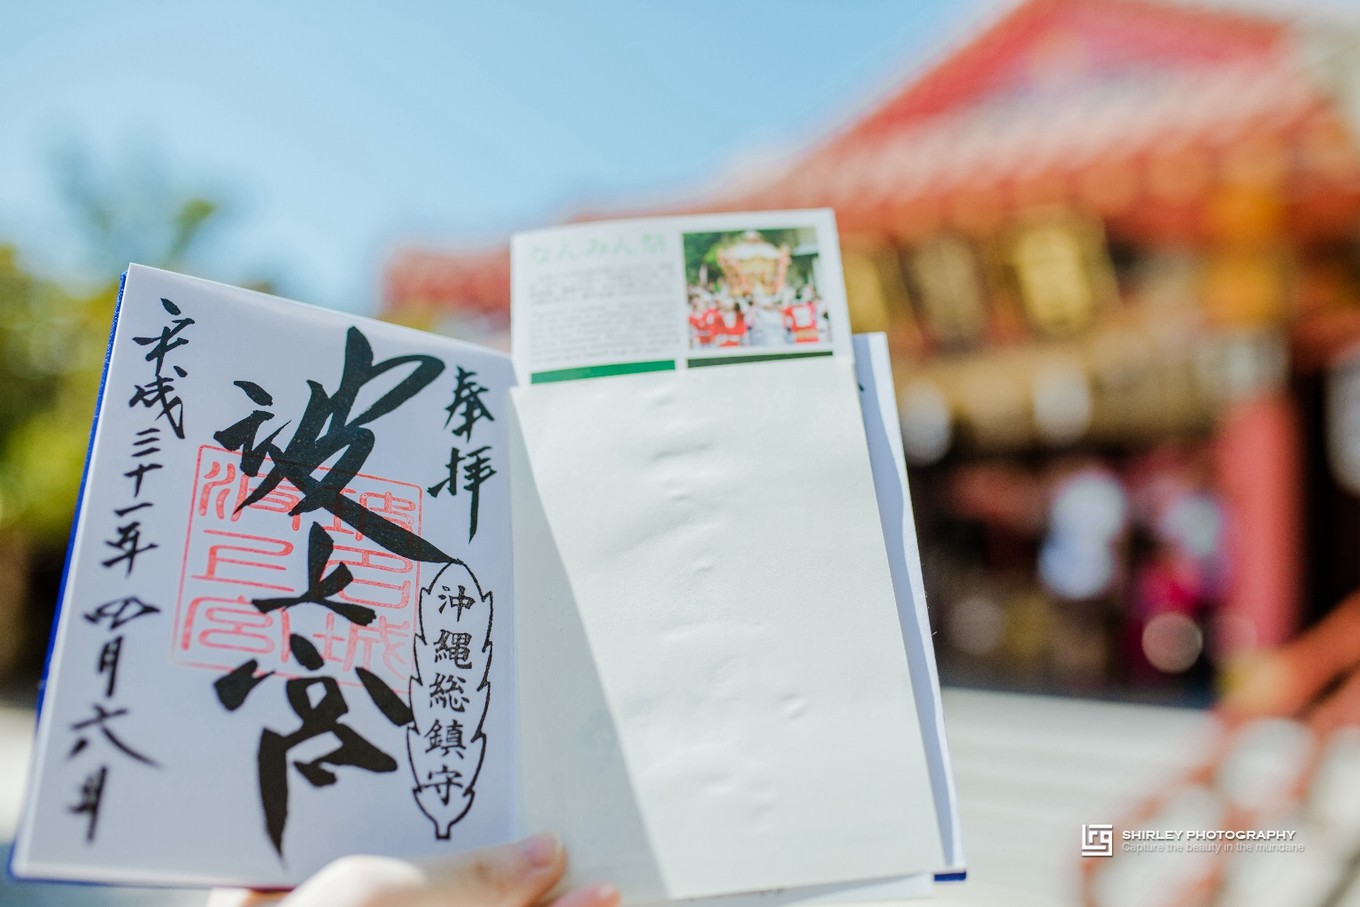 奉拝
沖縄総鎮守
波上宮
波上宮
平成三十一年四月六日
なんみん祭
SHIRLEY PHOTOGRAPHY
Capture the beauty in the mundane